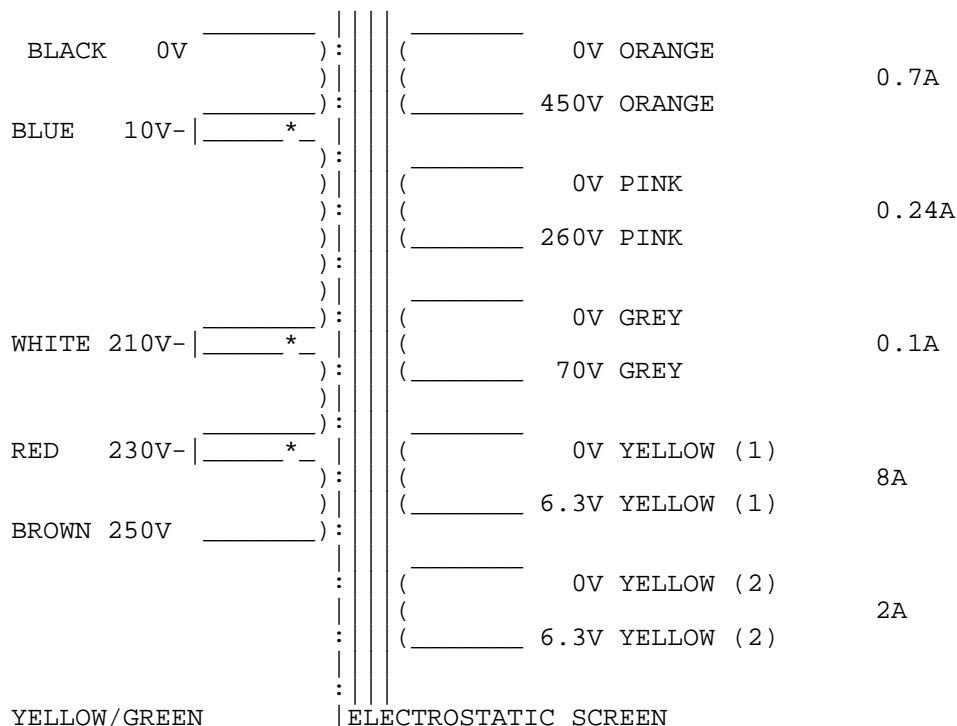 BLACK 0V 0V ORANGE
0.7A
450V ORANGE
BLUE 10V
0V PINK
0.24A
260V PINK
0V GREY
WHITE 210V 0.1A
70V GREY
RED 230V 0V YELLOW (1)
8A
6.3V YELLOW (1)
BROWN 250V
0V YELLOW (2)
2A
6.3V YELLOW (2)
YELLOW/GREEN ELECTROSTATIC SCREEN